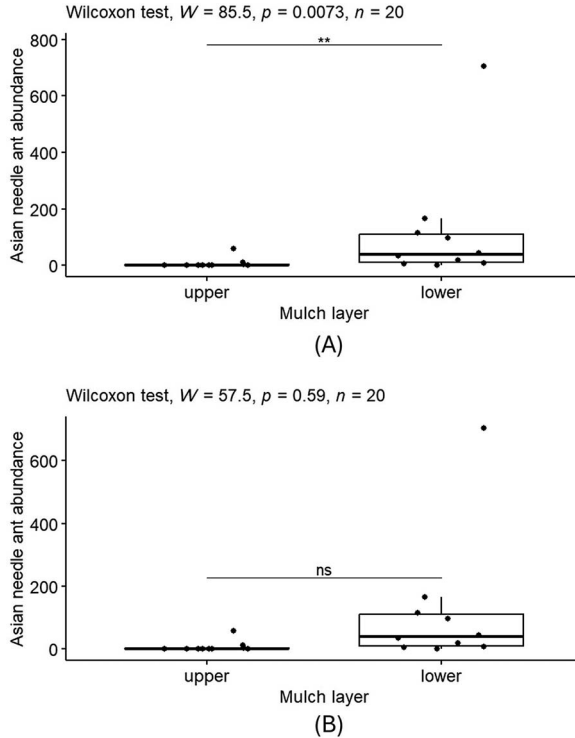 Wilcoxon test, W = 85.5, p = 0.0073, n = 20
Asian needle ant abundance
800
600
400
200
0
**
upper
lower
Mulch layer
(A)
Wilcoxon test, W = 57.5, p = 0.59, n = 20
Asian needle ant abundance
600
400
200
0
ns
upper
lower
Mulch layer
(B)